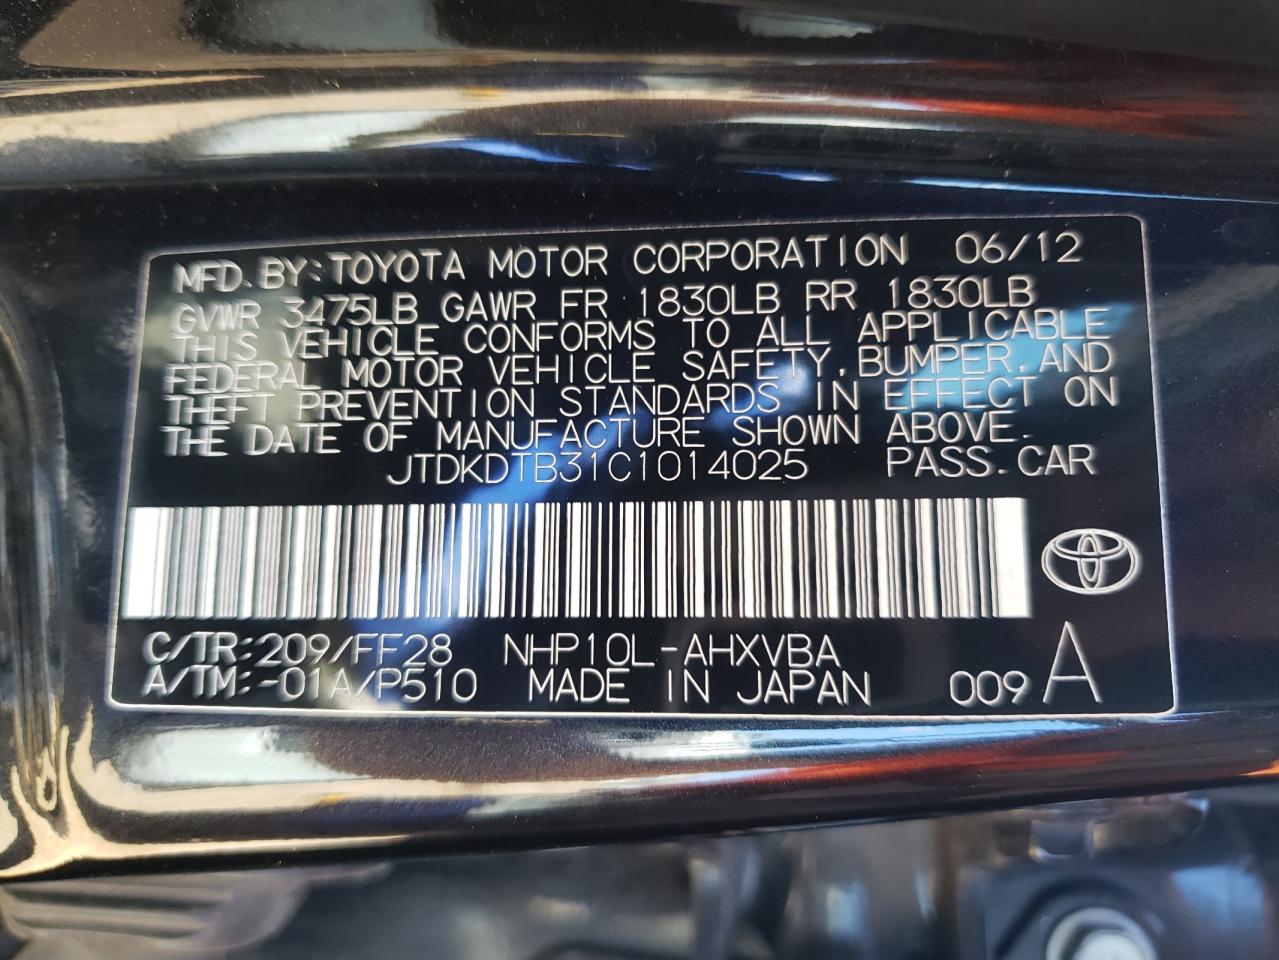 MFD.BY:TOYOTA MOTOR CORPORATION 06/12
GVWR 3475LB GAWR FR 1830LB RR 1830LB
THIS VEHICLE CONFORMS TO ALL APPLICABLE
FEDERAL MOTOR VEHICLE SAFETY,BUMPER,AND
THEFT PREVENTION STANDARDS IN EFFECT ON
THE DATE OF MANUFACTURE SHOWN ABOVE.
JTDKDTB31C1014025 PASS.CAR
C/TR:209/FF28 NHP10L-AHXVBA
A/TM:-01A/P510 MADE IN JAPAN 009 A